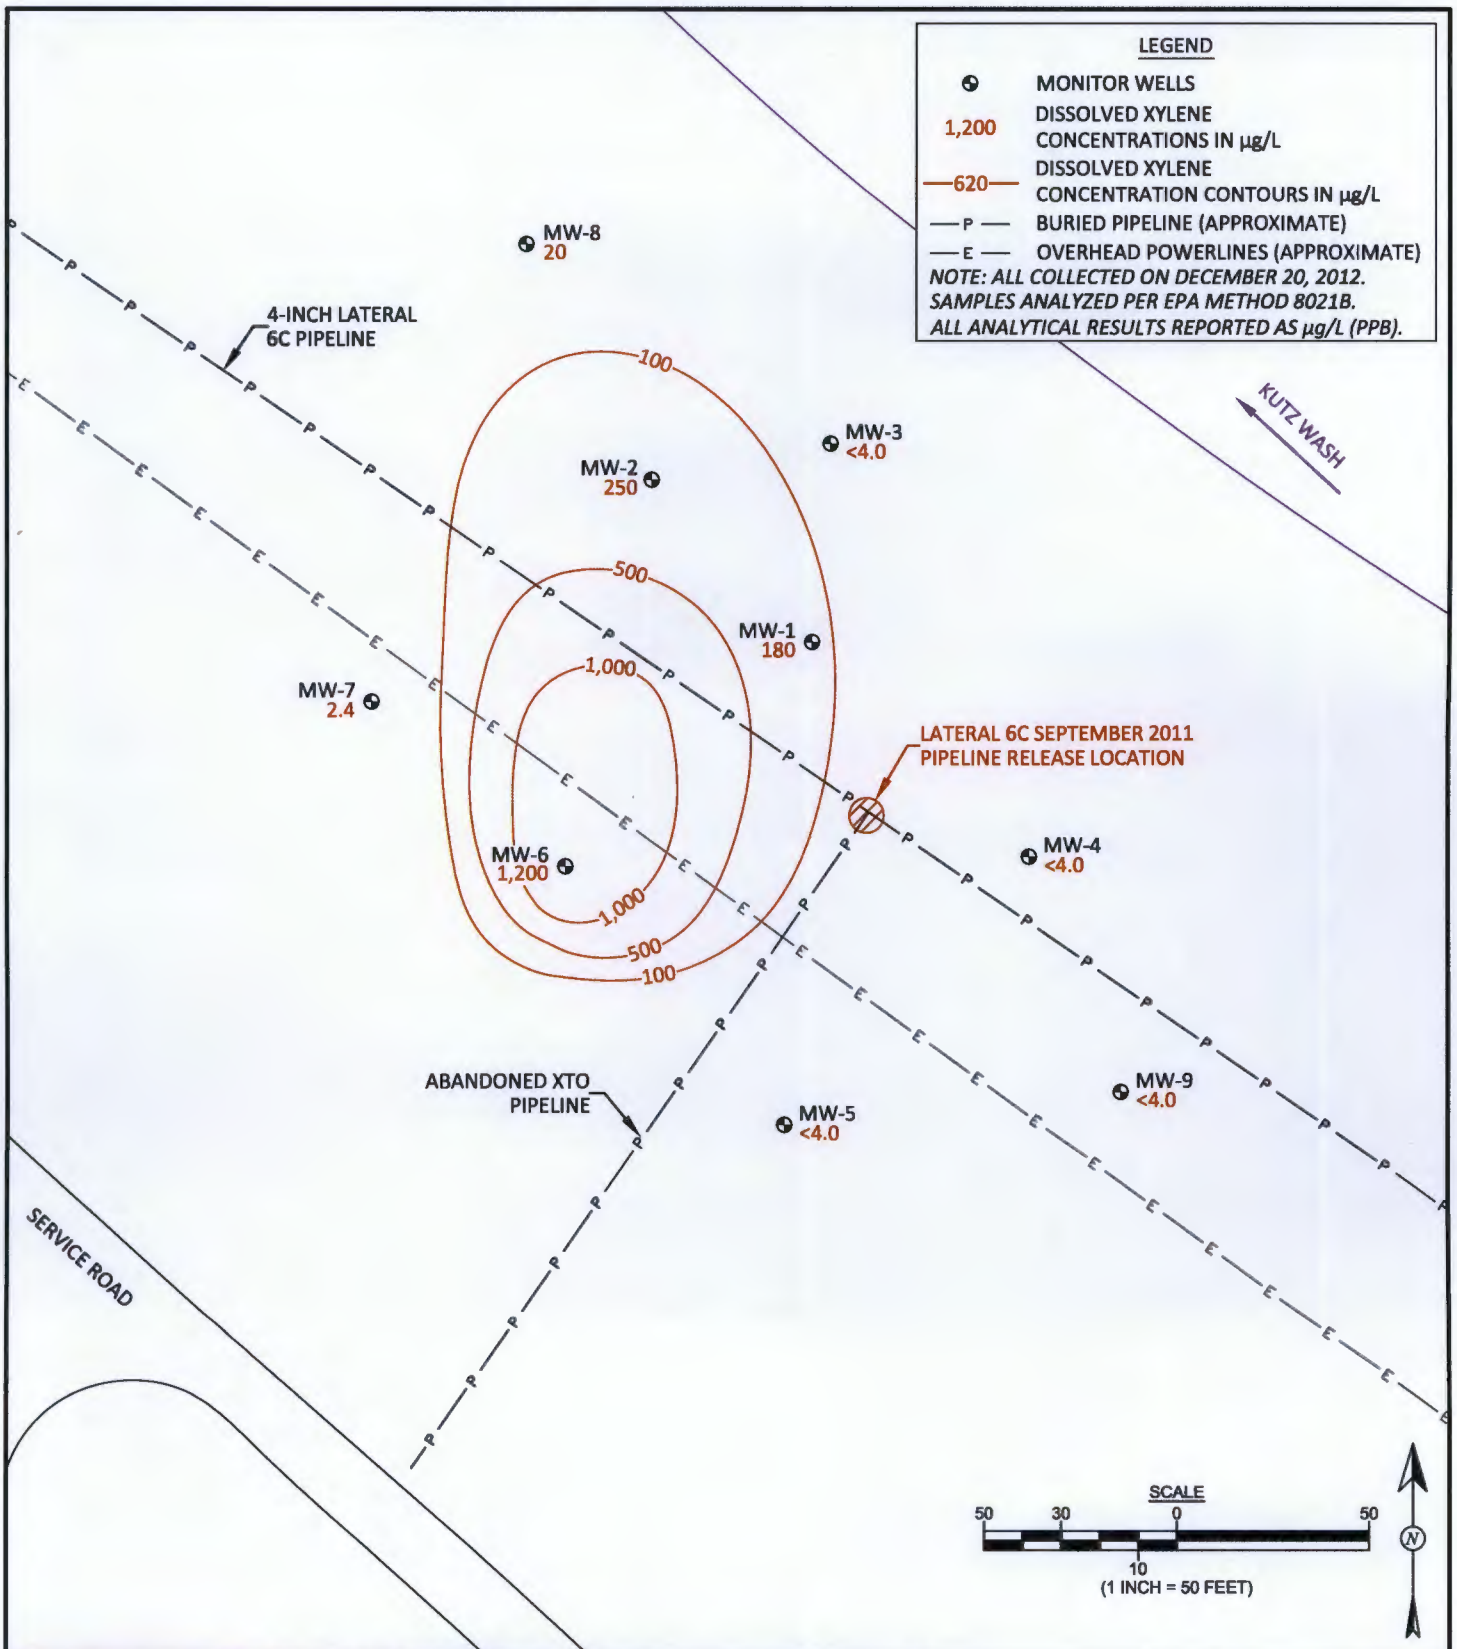 LEGEND
MONITOR WELLS
1,200 DISSOLVED XYLENE
CONCENTRATIONS IN µg/L
620 DISSOLVED XYLENE
CONCENTRATION CONTOURS IN µg/L
P BURIED PIPELINE (APPROXIMATE)
E OVERHEAD POWERLINES (APPROXIMATE)
NOTE: ALL COLLECTED ON DECEMBER 20, 2012.
SAMPLES ANALYZED PER EPA METHOD 8021B.
ALL ANALYTICAL RESULTS REPORTED AS µg/L (PPB).
MW-8
20
4-INCH LATERAL
6C PIPELINE
100
KUTZ WASH
MW-3
<4.0
MW-2
250
500
MW-1
180
1,000
MW-7
2.4
LATERAL 6C SEPTEMBER 2011
PIPELINE RELEASE LOCATION
MW-4
<4.0
MW-6
1,200
1,000
500
100
ABANDONED XTO
PIPELINE
MW-9
<4.0
MW-5
<4.0
SERVICE ROAD
SCALE
50 30 0 50
10
(1 INCH = 50 FEET)
N